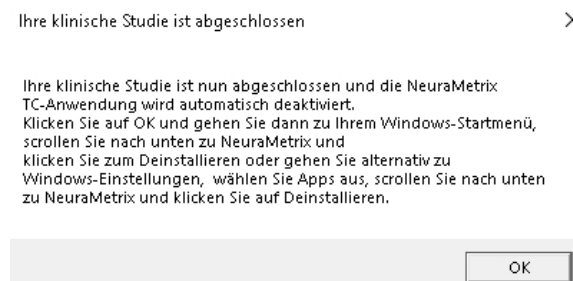 Ihre klinische Studie ist abgeschlossen
Ihre klinische Studie ist nun abgeschlossen und die NeuraMetrix
TC-Anwendung wird automatisch deaktiviert.
Klicken Sie auf OK und gehen Sie dann zu Ihrem Windows-Startmenü,
scrollen Sie nach unten zu NeuraMetrix und
klicken Sie zum Deinstallieren oder gehen Sie alternativ zu
Windows-Einstellungen, wählen Sie Apps aus, scrollen Sie nach unten
zu NeuraMetrix und klicken Sie auf Deinstallieren.
OK